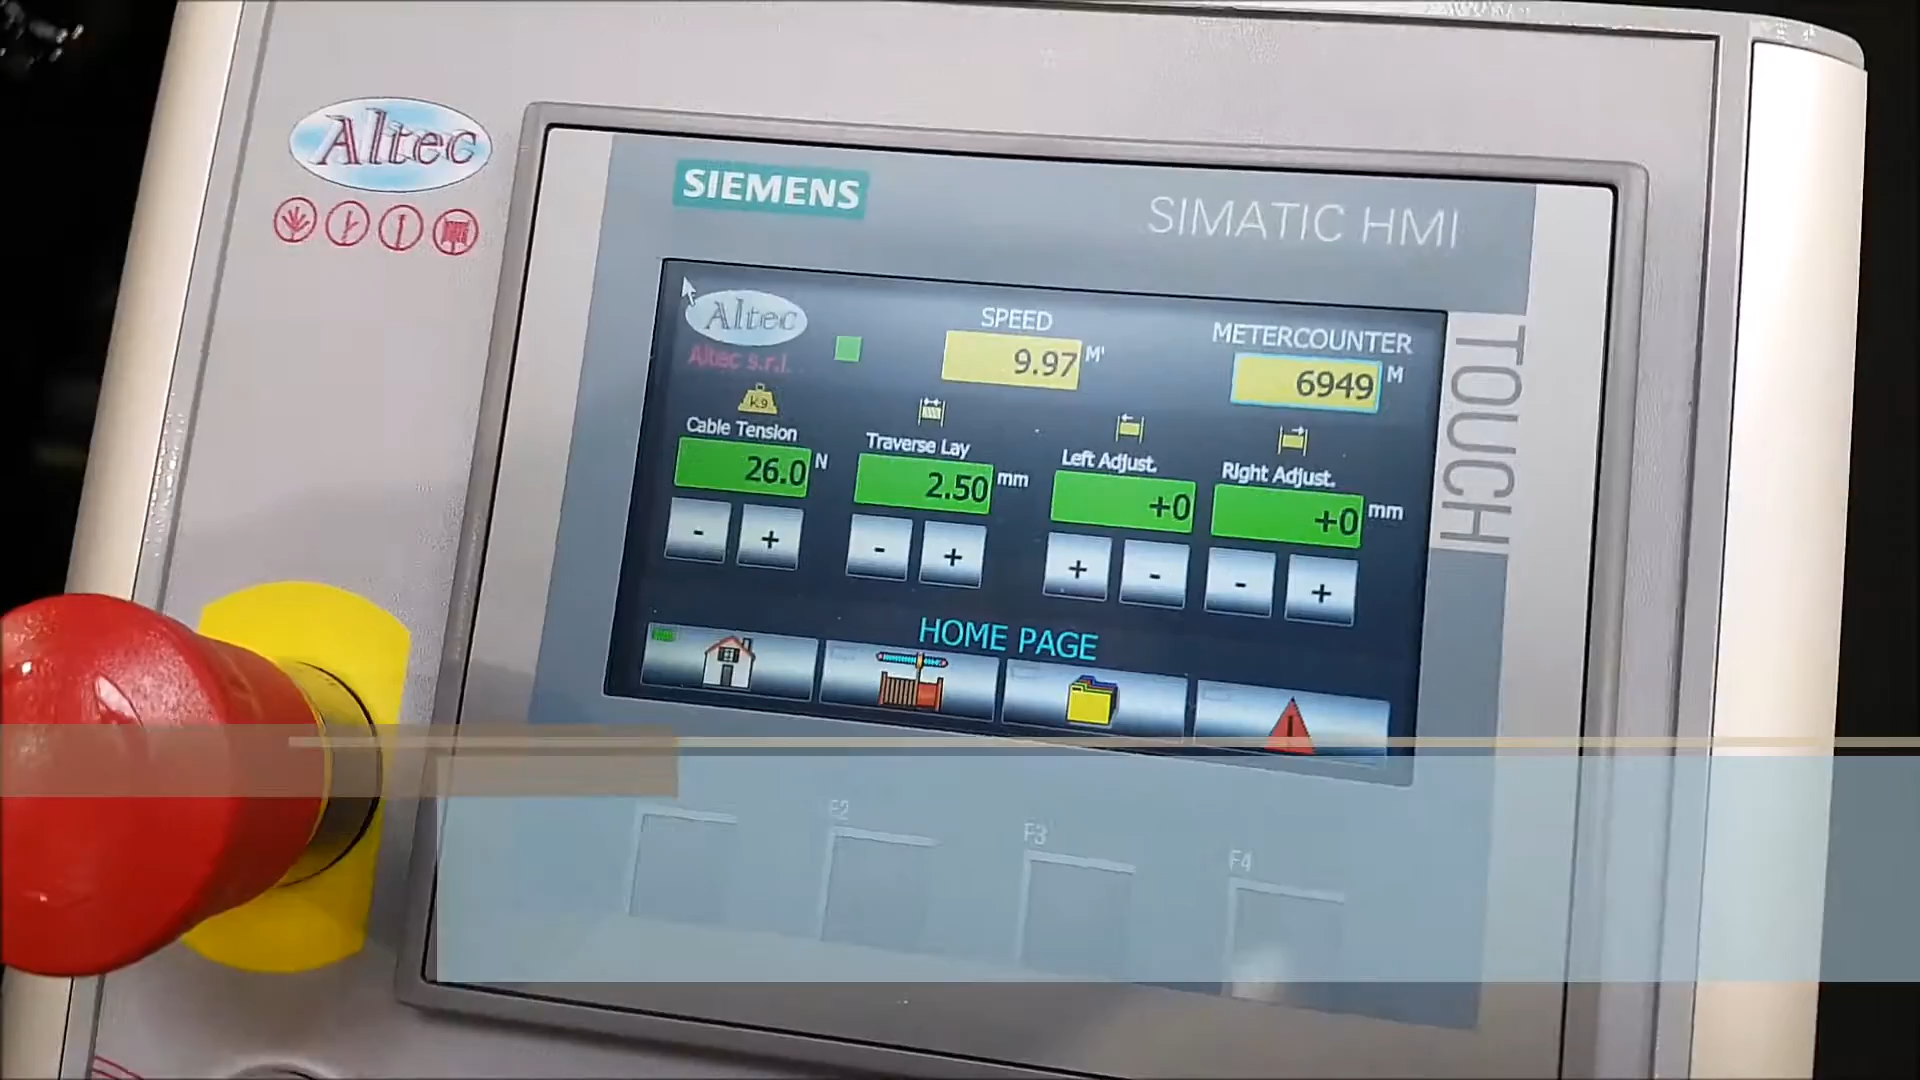 Altec
SIEMENS
SIMATIC HMI
TOUCH
Altec
Altec s.r.l.
SPEED
9.97 M'
METERCOUNTER
6949 M
kg
Cable Tension
26.0 N
- +
Traverse Lay
2.50 mm
- +
Left Adjust.
+0
+ -
Right Adjust.
+0 mm
- +
HOME PAGE
F2
F3
F4